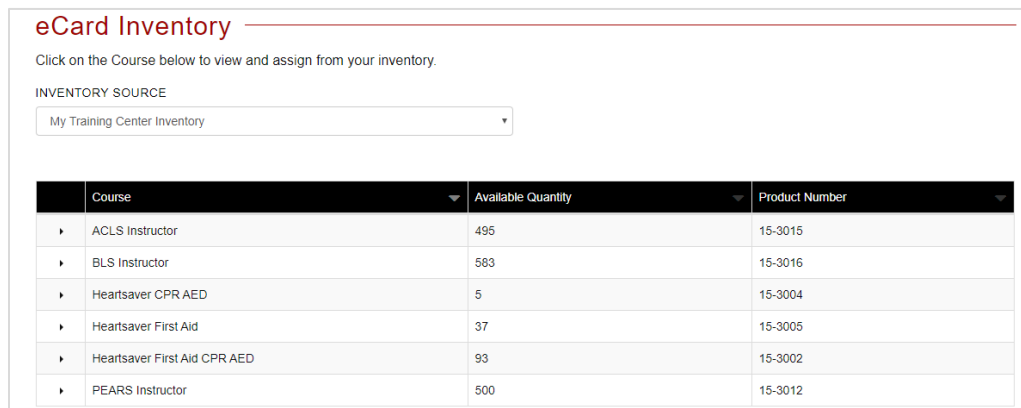 eCard Inventory
Click on the Course below to view and assign from your inventory.
INVENTORY SOURCE
My Training Center Inventory
Course Available Quantity Product Number
ACLS Instructor 495 15-3015
BLS Instructor 583 15-3016
Heartsaver CPR AED 5 15-3004
Heartsaver First Aid 37 15-3005
Heartsaver First Aid CPR AED 93 15-3002
PEARS Instructor 500 15-3012